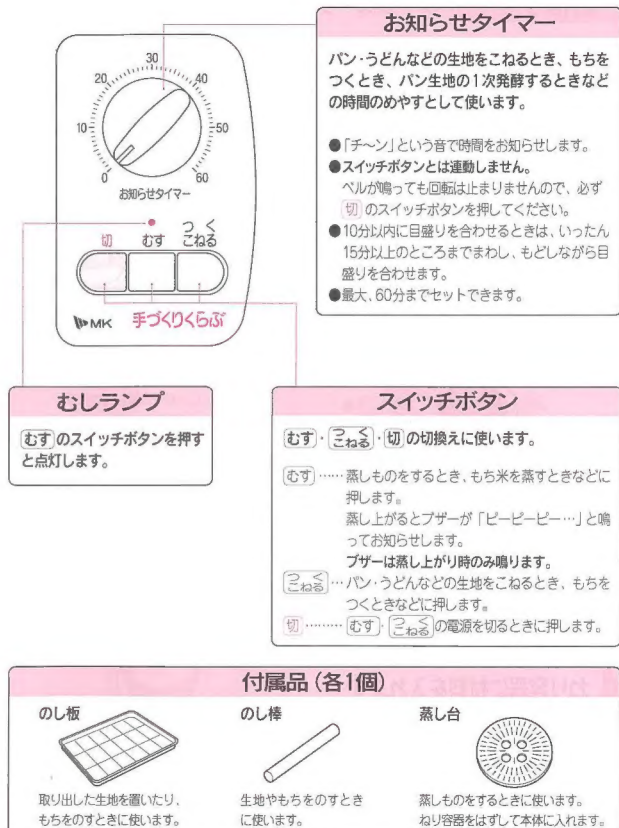 お知らせタイマー
パン・うどんなどの生地をこねるとき、もちを
つくとき、パン生地の1次発酵するときなど
の時間のめやすとして使います。
●「チ〜ン」という音で時間をお知らせします。
●スイッチボタンとは連動しません。
ベルが鳴っても回転は止まりませんので、必ず
切のスイッチボタンを押してください。
●10分以内に目盛りを合わせるときは、いったん
15分以上のところまでまわし、もどしながら目
盛りを合わせます。
●最大、60分までセットできます。
0 10 20 30 40 50 60
お知らせタイマー
切 むす つく
こねる
MK 手づくりくらぶ
むしランプ
むすのスイッチボタンを押す
と点灯します。
スイッチボタン
むす・つくこねる・切の切換えに使います。
むす……蒸しものをするとき、もち米を蒸すときなどに
押します。
蒸し上がるとブザーが「ピーピーピー…」と鳴
ってお知らせします。
ブザーは蒸し上がり時のみ鳴ります。
つくこねる…パン・うどんなどの生地をこねるとき、もちを
つくときなどに押します。
切………むす・つくこねるの電源を切るときに押します。
付属品(各1個)
のし板
取り出した生地を置いたり、
もちをのすときに使います。
のし棒
生地やもちをのすとき
に使います。
蒸し台
蒸しものをするときに使います。
ねり容器をはずして本体に入れます。